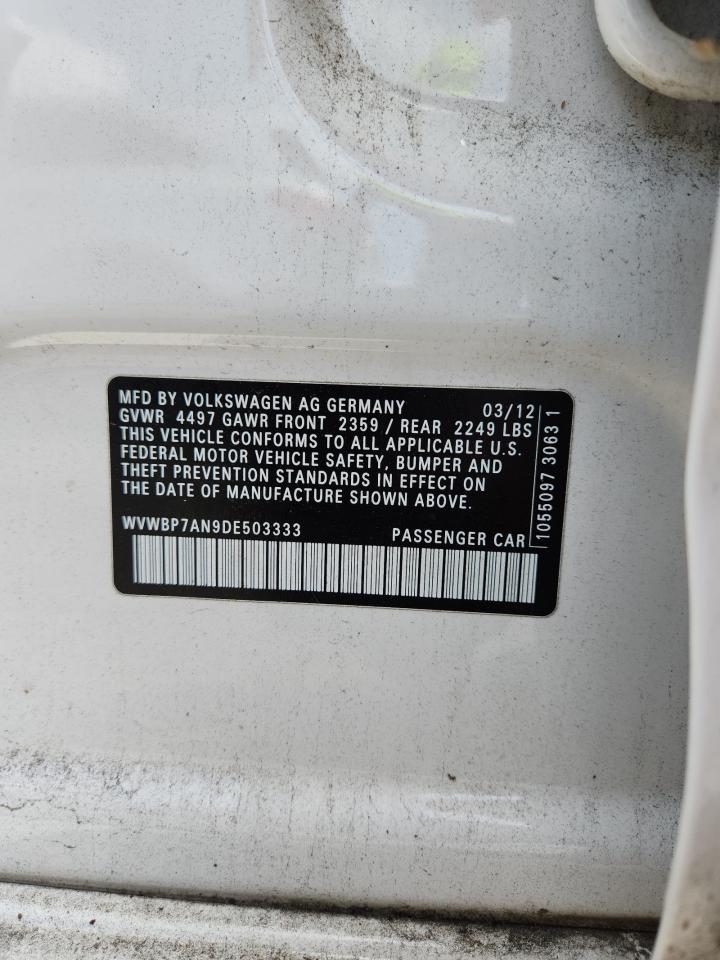 MFD BY VOLKSWAGEN AG GERMANY 03/12
GVWR 4497 GAWR FRONT 2359 / REAR 2249 LBS
THIS VEHICLE CONFORMS TO ALL APPLICABLE U.S.
FEDERAL MOTOR VEHICLE SAFETY, BUMPER AND
THEFT PREVENTION STANDARDS IN EFFECT ON
THE DATE OF MANUFACTURE SHOWN ABOVE.
WVWBP7AN9DE503333 PASSENGER CAR
1055097 30631